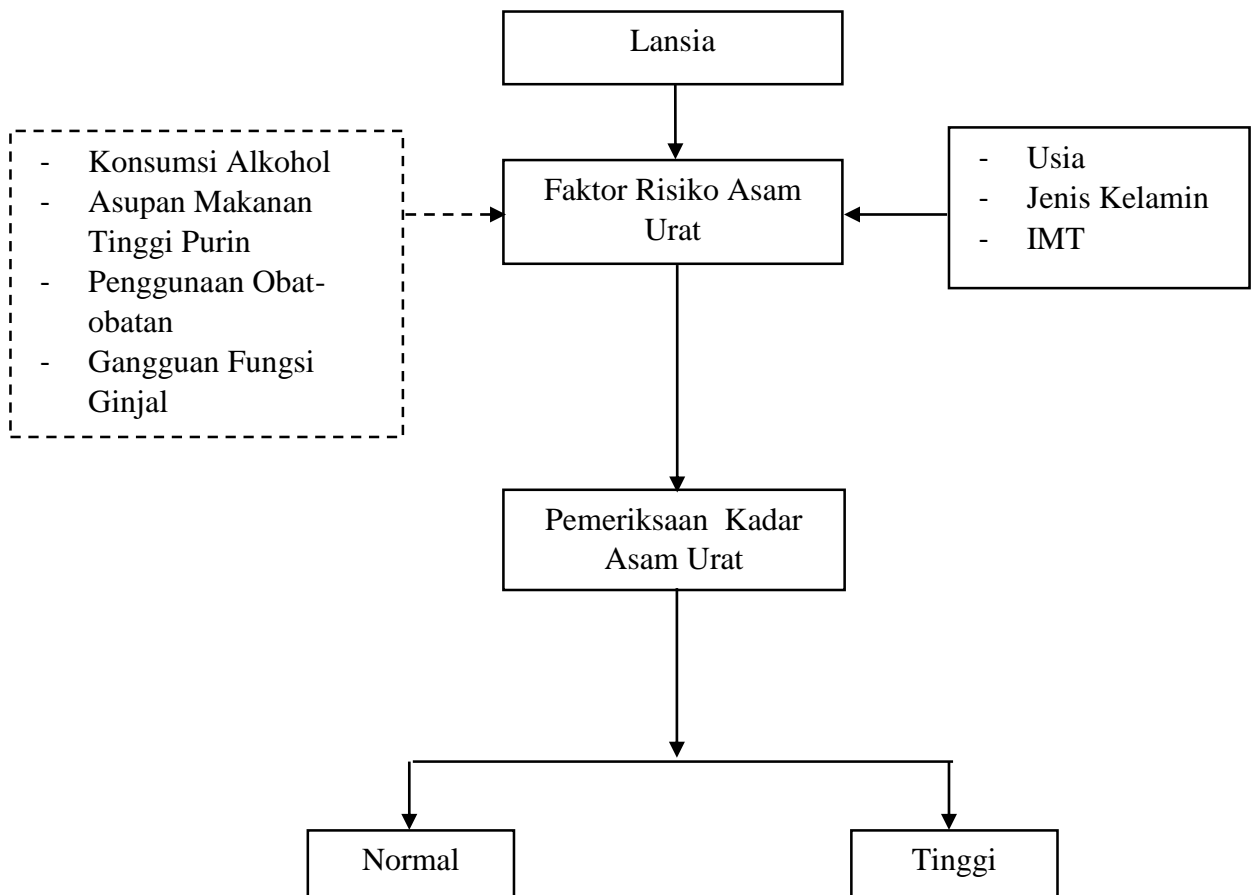 Lansia
- Konsumsi Alkohol
- Asupan Makanan
Tinggi Purin
- Penggunaan Obat-
obatan
- Gangguan Fungsi
Ginjal
Faktor Risiko Asam
Urat
- Usia
- Jenis Kelamin
- IMT
Pemeriksaan Kadar
Asam Urat
Normal
Tinggi